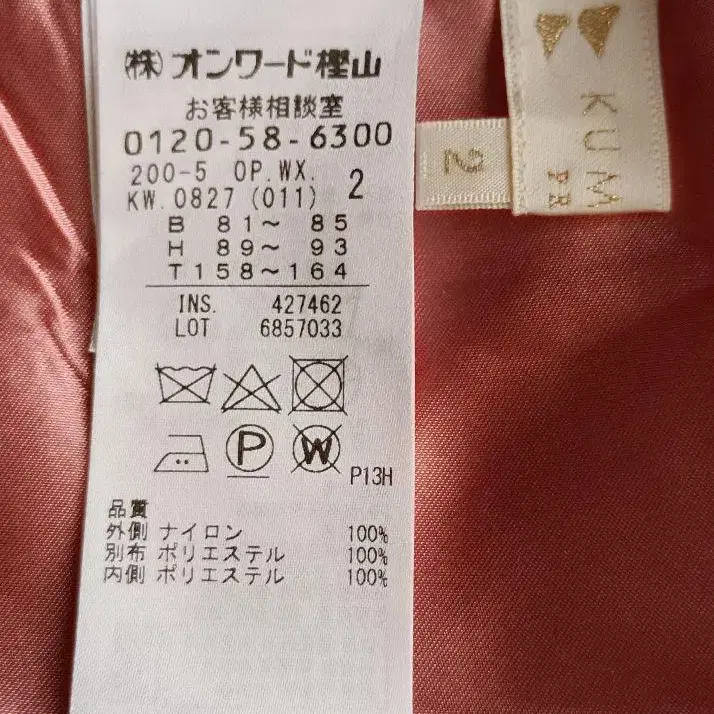 (株)オンワード樫山
お客様相談室
0120-58-6300
200-5 OP.WX.
KW.0827 (011) 2
B 81～ 85
H 89～ 93
T158～164
INS. 427462
LOT 6857033
P
W
P13H
品質
外側 ナイロン 100%
別布 ポリエステル 100%
内側 ポリエステル 100%
2
KUM
PR